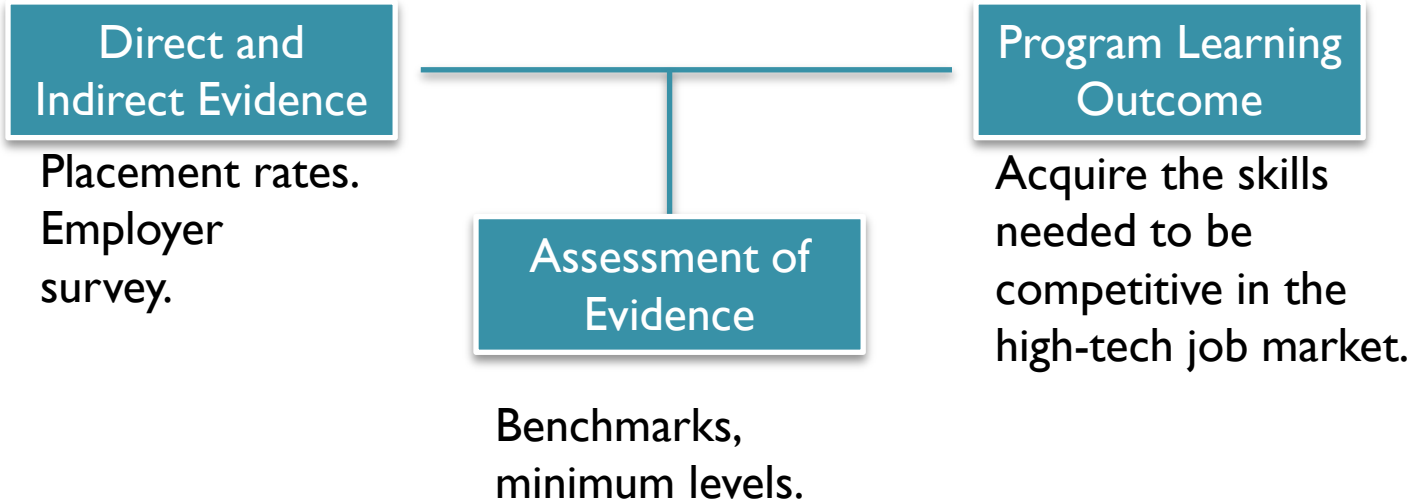 Direct and
Indirect Evidence
Placement rates.
Employer
survey.
Assessment of
Evidence
Benchmarks,
minimum levels.
Program Learning
Outcome
Acquire the skills
needed to be
competitive in the
high-tech job market.